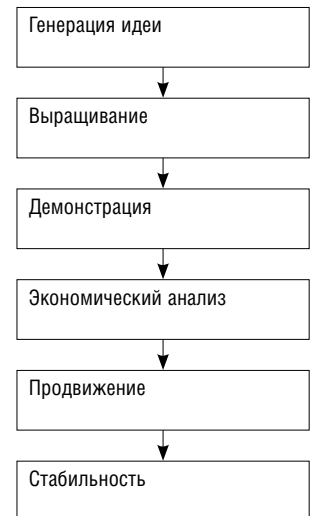 Генерация идеи
Выращивание
Демонстрация
Экономический анализ
Продвижение
Стабильность